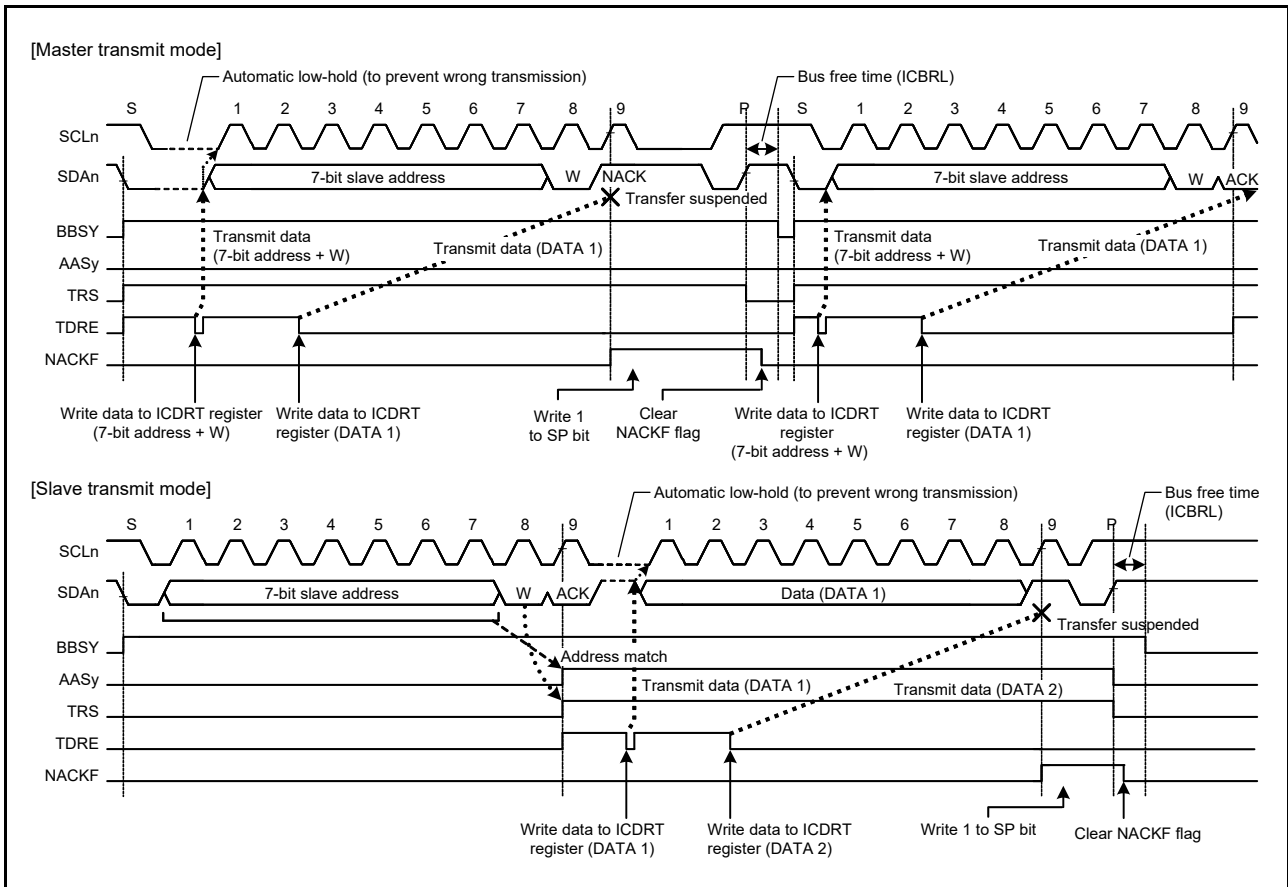 [Master transmit mode]
Automatic low-hold (to prevent wrong transmission)
Bus free time (ICBRL)
S 1 2 3 4 5 6 7 8 9 P S 1 2 3 4 5 6 7 8 9
SCLn
SDAn 7-bit slave address W NACK 7-bit slave address W ACK
Transfer suspended
BBSY
Transmit data
(7-bit address + W)
Transmit data (DATA 1)
Transmit data
(7-bit address + W)
Transmit data (DATA 1)
AASy
TRS
TDRE
NACKF
Write data to ICDRT register
(7-bit address + W)
Write data to ICDRT
register (DATA 1)
Write 1
to SP bit
Clear
NACKF flag
Write data to ICDRT
register
(7-bit address + W)
Write data to ICDRT
register (DATA 1)
[Slave transmit mode]
Automatic low-hold (to prevent wrong transmission)
Bus free time
(ICBRL)
S 1 2 3 4 5 6 7 8 9 1 2 3 4 5 6 7 8 9 P
SCLn
SDAn 7-bit slave address W ACK Data (DATA 1)
Transfer suspended
BBSY
Address match
AASy
Transmit data (DATA 1)
Transmit data (DATA 2)
TRS
TDRE
NACKF
Write data to ICDRT
register (DATA 1)
Write data to ICDRT
register (DATA 2)
Write 1 to SP bit
Clear NACKF flag